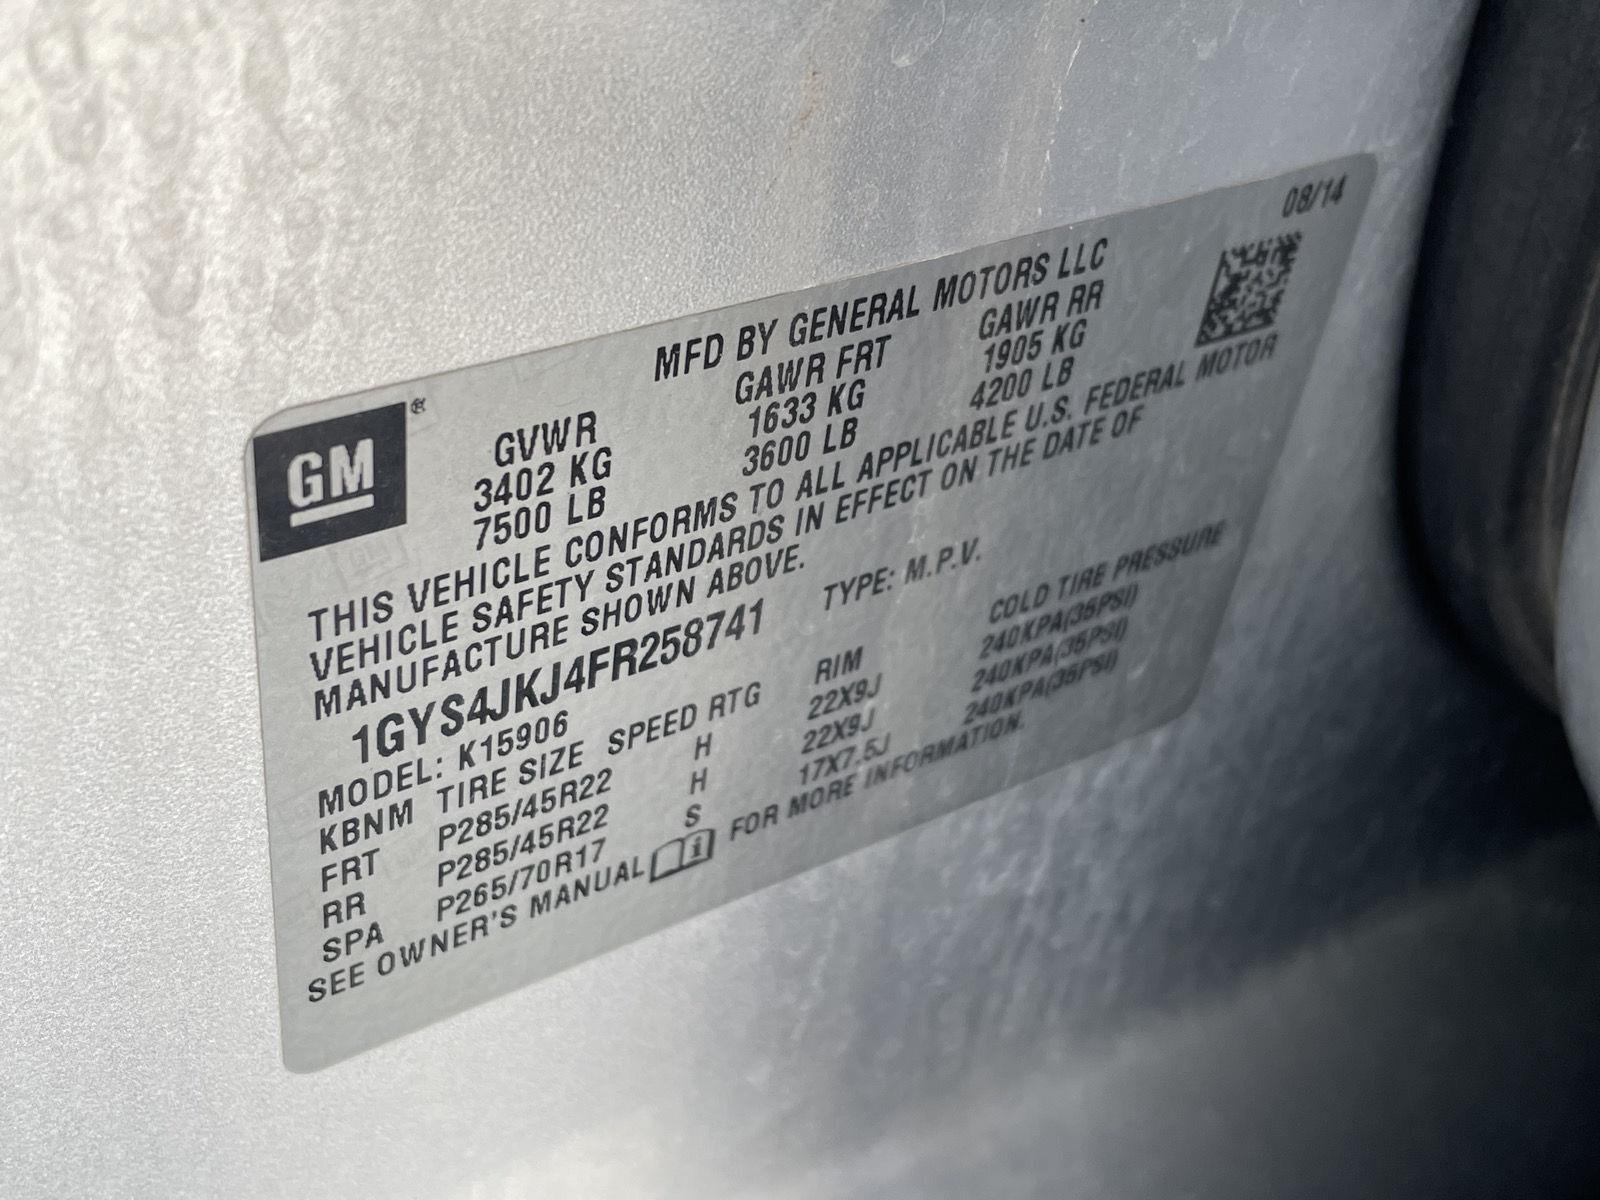 08/14
MFD BY GENERAL MOTORS LLC
GM
GVWR GAWR FRT GAWR RR
3402 KG 1633 KG 1905 KG
7500 LB 3600 LB 4200 LB
THIS VEHICLE CONFORMS TO ALL APPLICABLE U.S. FEDERAL MOTOR
VEHICLE SAFETY STANDARDS IN EFFECT ON THE DATE OF
MANUFACTURE SHOWN ABOVE.
1GYS4JKJ4FR258741 TYPE: M.P.V.
MODEL: K15906
KBNM TIRE SIZE SPEED RTG RIM COLD TIRE PRESSURE
FRT P285/45R22 H 22X9J 240KPA(35PSI)
RR P285/45R22 H 22X9J 240KPA(35PSI)
SPA P265/70R17 S 17X7.5J 240KPA(35PSI)
SEE OWNER'S MANUAL FOR MORE INFORMATION.